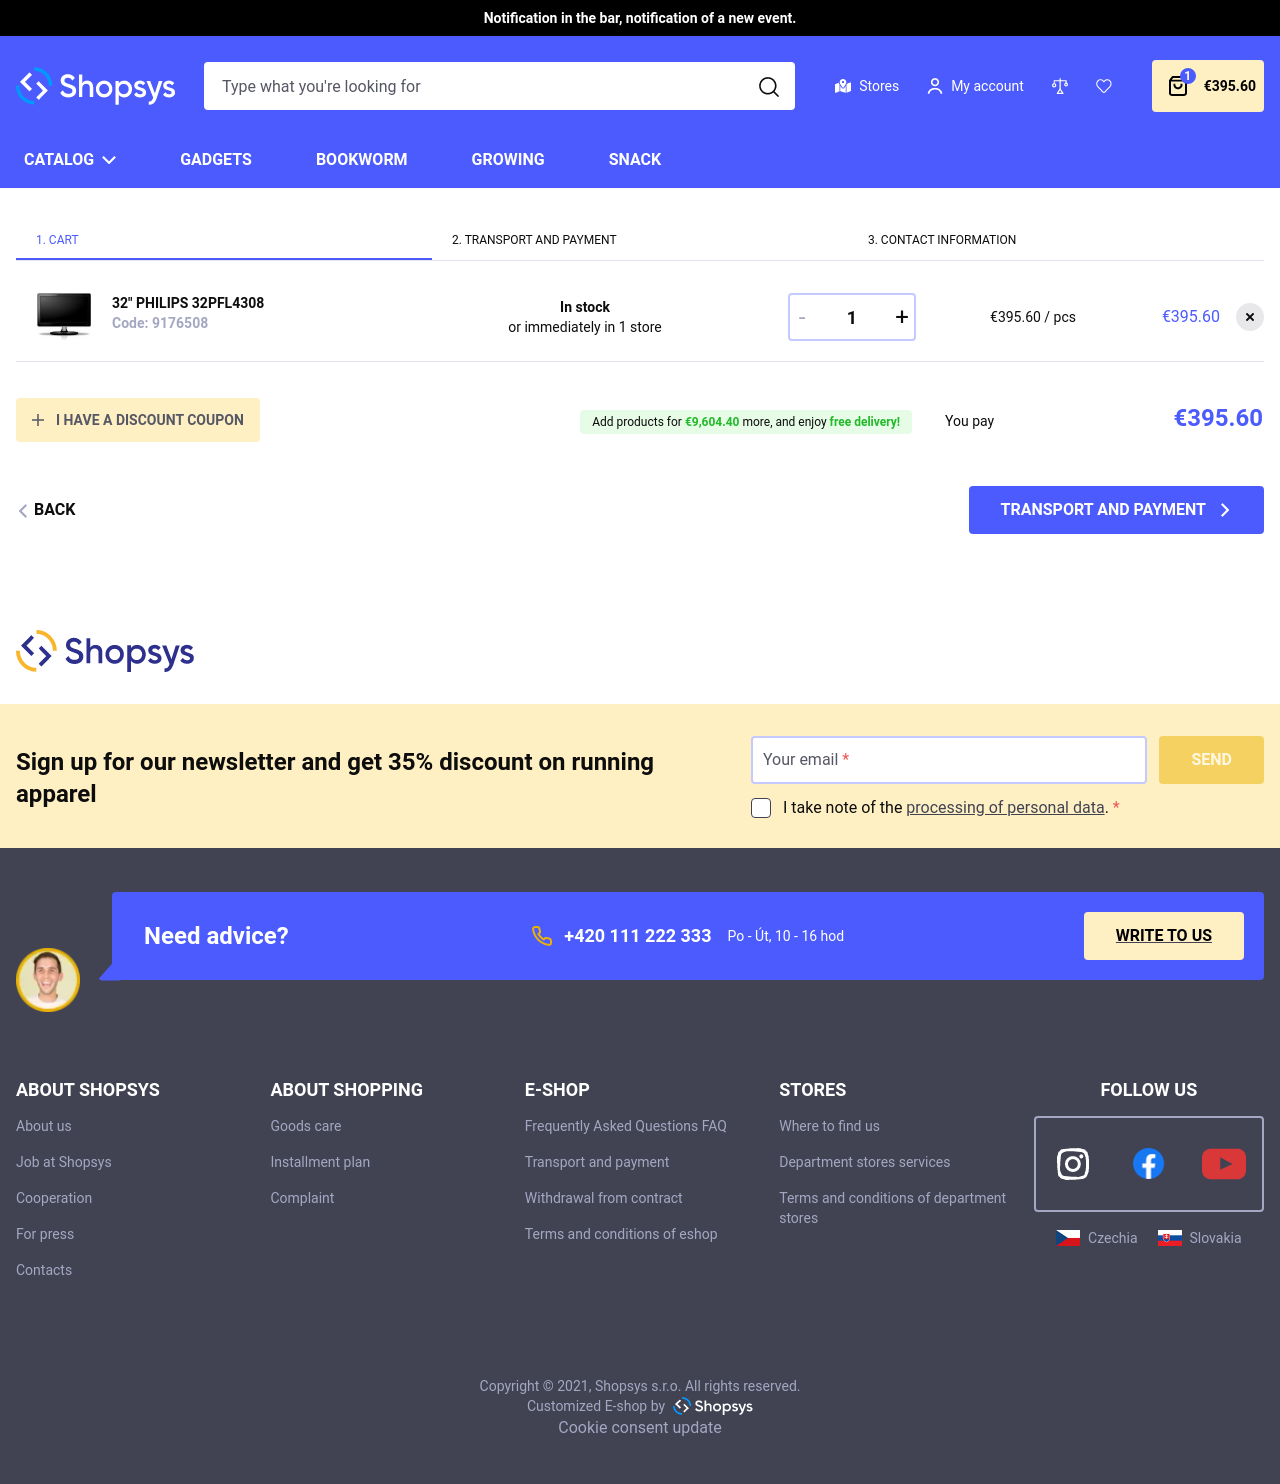 Notification in the bar, notification of a new event.
Shopsys
Type what you're looking for
Stores
My account
1
€395.60
CATALOG
GADGETS
BOOKWORM
GROWING
SNACK
1. CART
2. TRANSPORT AND PAYMENT
3. CONTACT INFORMATION
32" PHILIPS 32PFL4308
Code: 9176508
In stock
or immediately in 1 store
- 1 +
€395.60 / pcs
€395.60
I HAVE A DISCOUNT COUPON
Add products for €9,604.40 more, and enjoy free delivery!
You pay
€395.60
BACK
TRANSPORT AND PAYMENT
Shopsys
Sign up for our newsletter and get 35% discount on running
apparel
Your email *
SEND
I take note of the processing of personal data. *
Need advice?
+420 111 222 333
Po - Út, 10 - 16 hod
WRITE TO US
ABOUT SHOPSYS
About us
Job at Shopsys
Cooperation
For press
Contacts
ABOUT SHOPPING
Goods care
Installment plan
Complaint
E-SHOP
Frequently Asked Questions FAQ
Transport and payment
Withdrawal from contract
Terms and conditions of eshop
STORES
Where to find us
Department stores services
Terms and conditions of department
stores
FOLLOW US
Czechia
Slovakia
Copyright © 2021, Shopsys s.r.o. All rights reserved.
Customized E-shop by Shopsys
Cookie consent update